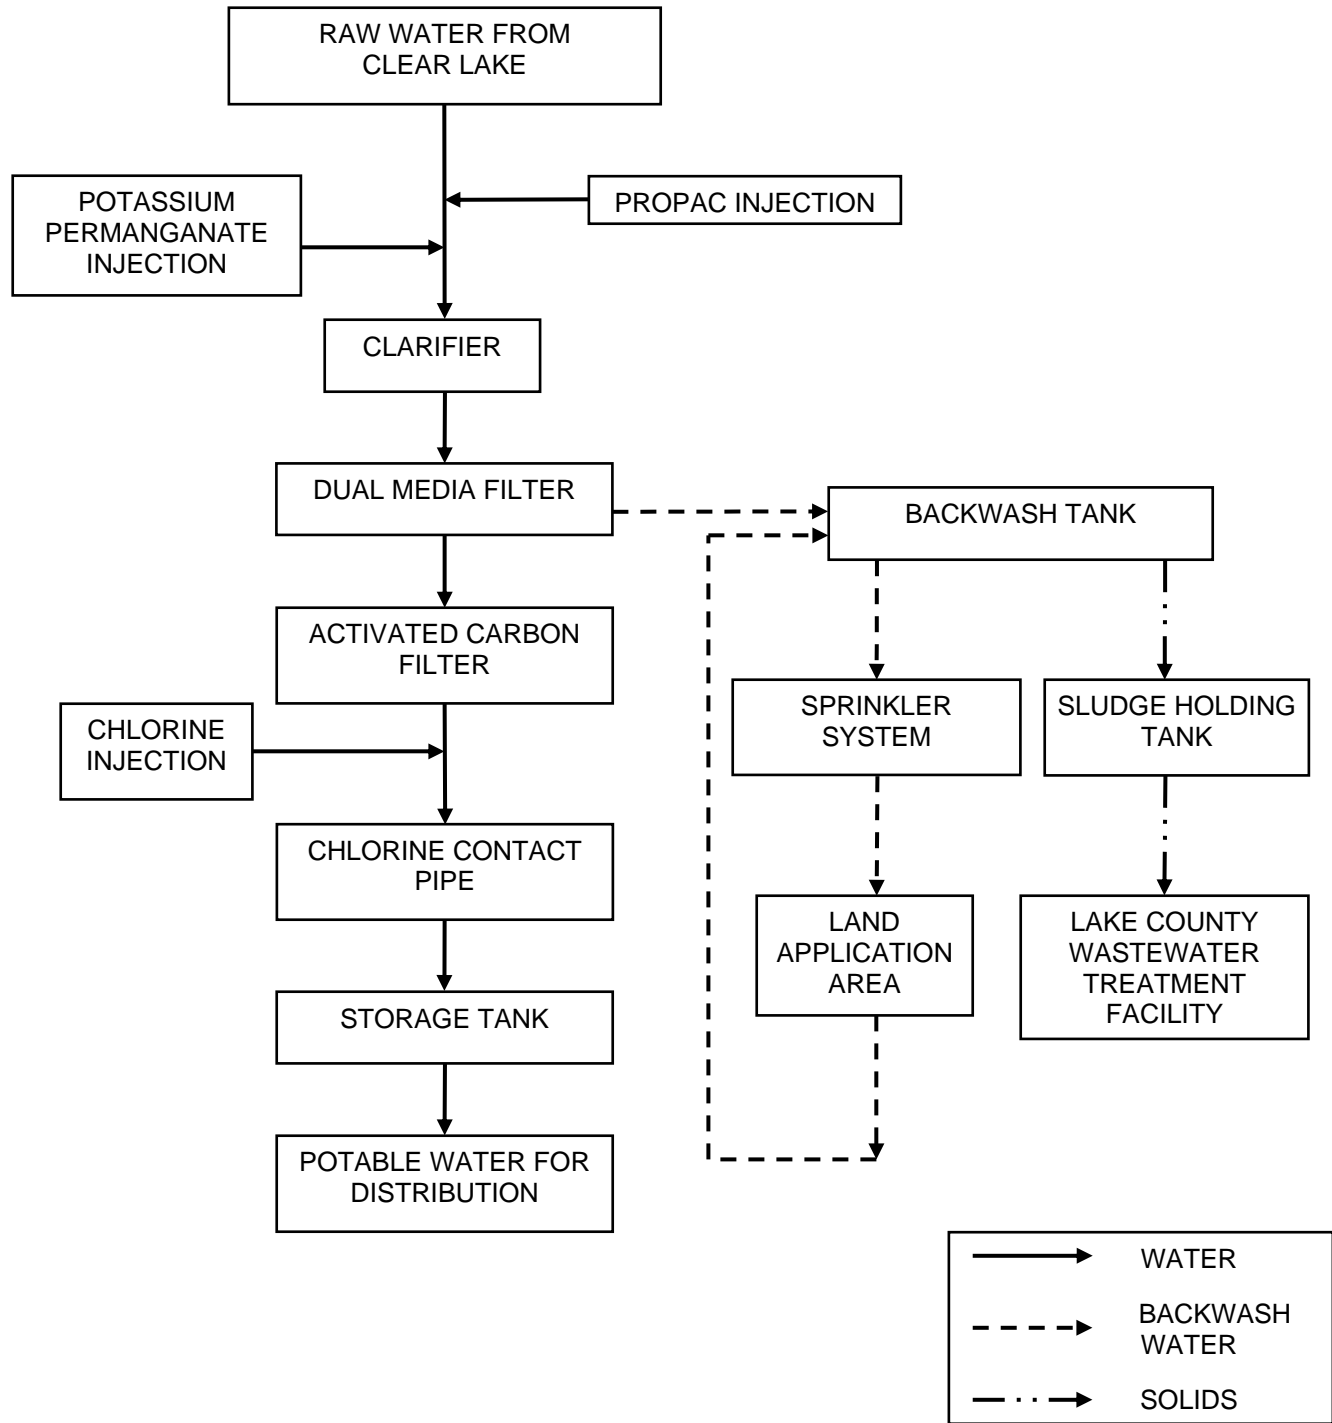 RAW WATER FROM
CLEAR LAKE
POTASSIUM
PERMANGANATE
INJECTION
PROPAC INJECTION
CLARIFIER
DUAL MEDIA FILTER
BACKWASH TANK
ACTIVATED CARBON
FILTER
SPRINKLER
SYSTEM
SLUDGE HOLDING
TANK
CHLORINE
INJECTION
CHLORINE CONTACT
PIPE
LAND
APPLICATION
AREA
LAKE COUNTY
WASTEWATER
TREATMENT
FACILITY
STORAGE TANK
POTABLE WATER FOR
DISTRIBUTION
WATER
BACKWASH
WATER
SOLIDS